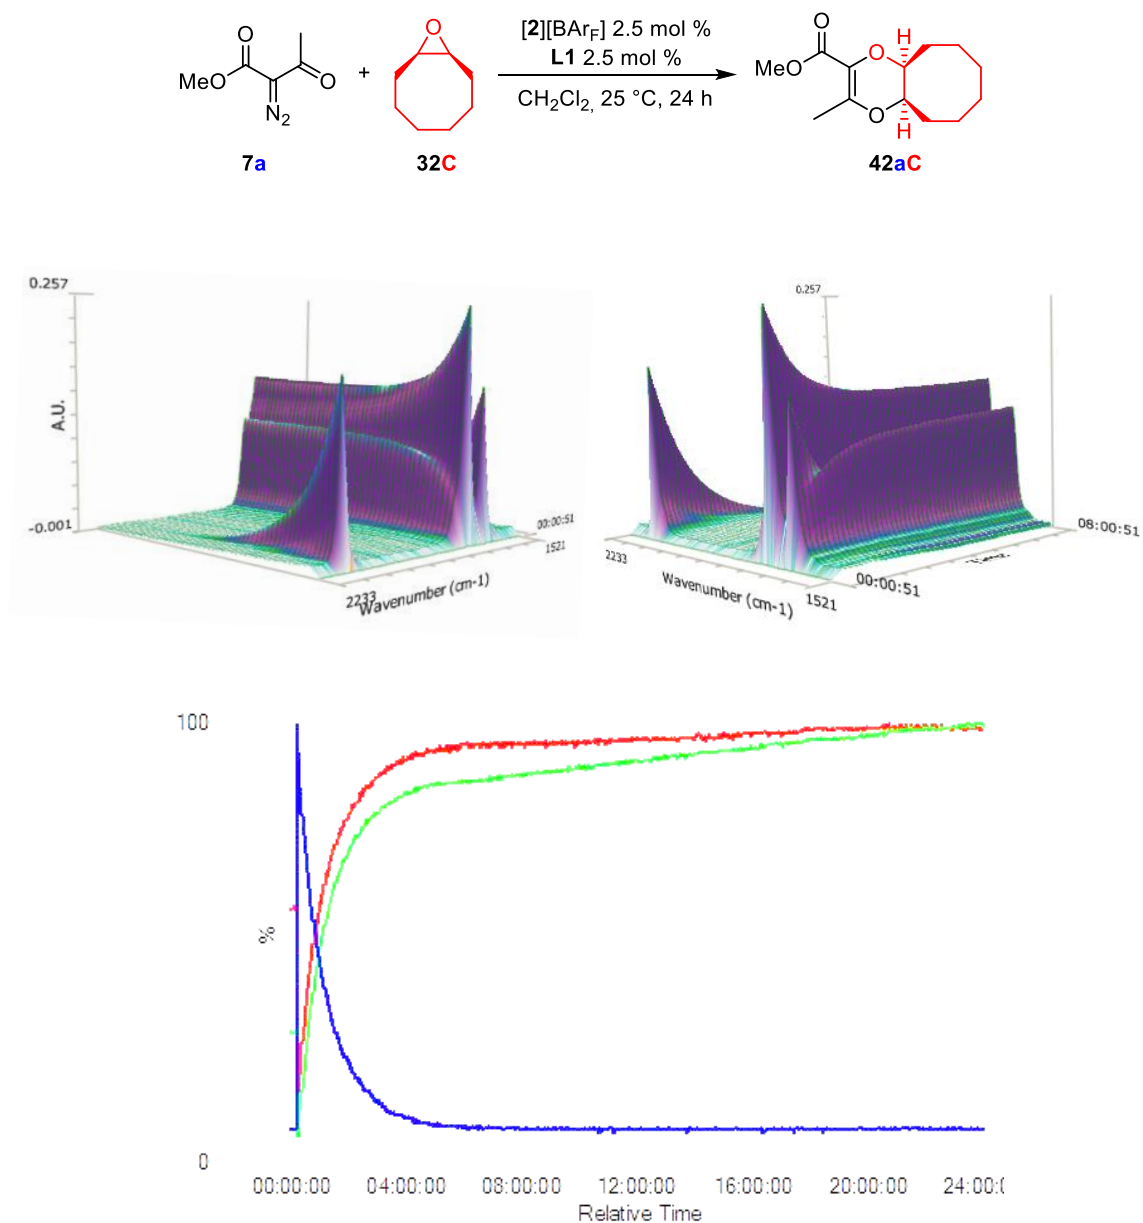 O
O
MeO
O
N2
7a
+
O
32C
[2][BArF] 2.5 mol %
L1 2.5 mol %
CH2Cl2, 25 °C, 24 h
O
MeO
O
H
O
H
42aC
0.257
A.U.
-0.001
2233
Wavenumber (cm-1)
00:00:51
1521
0.257
2233
Wavenumber (cm-1)
1521
00:00:51
08:00:51
100
%
0
00:00:00 04:00:00 08:00:00 12:00:00 16:00:00 20:00:00 24:00:(
Relative Time